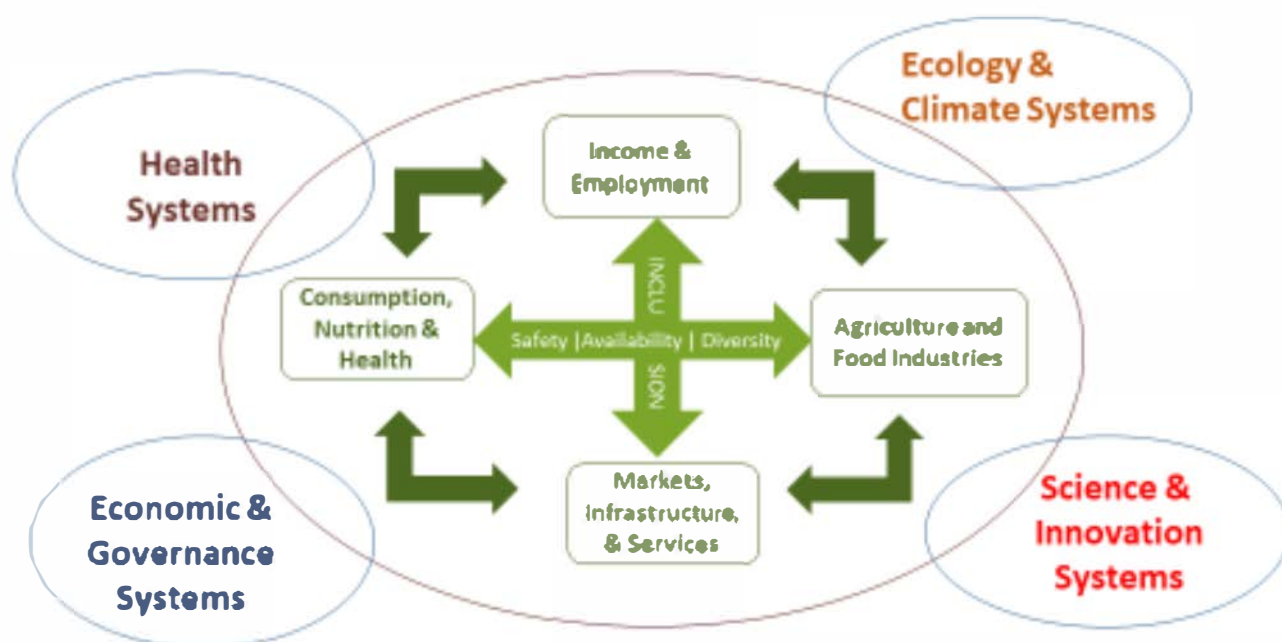 Ecology &
Climate Systems
Health
Systems
Income &
Employment
INCLU
Consumption,
Nutrition &
Health
Safety |Availability | Diversity
Agriculture and
Food Industries
SION
Markets,
Infrastructure,
& Services
Economic &
Governance
Systems
Science &
Innovation
Systems